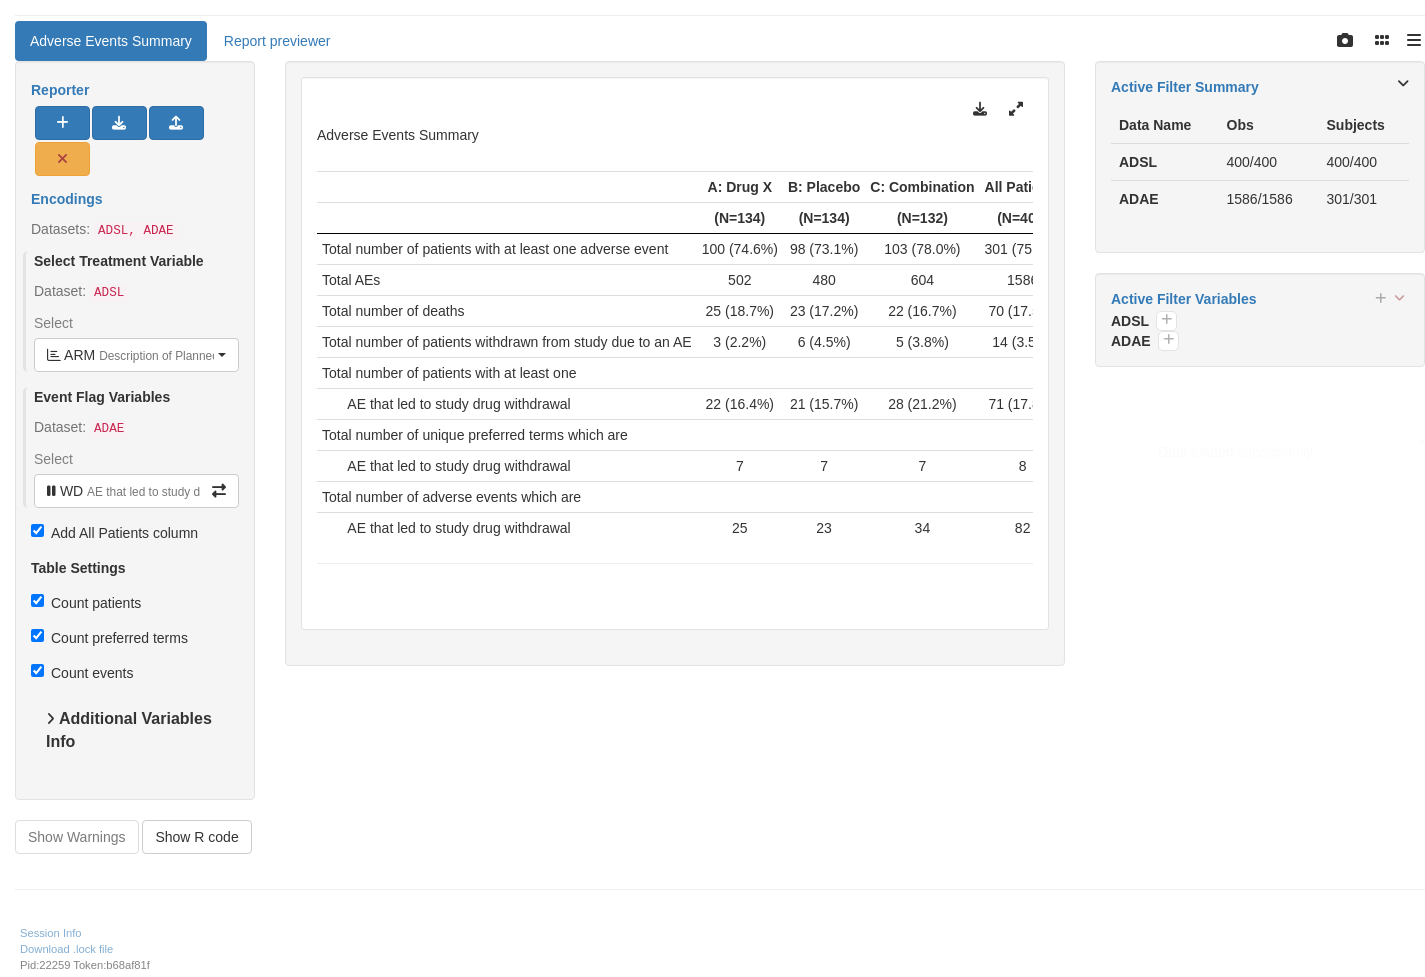 Adverse Events Summary Report previewer
Reporter
Encodings
Datasets: ADSL, ADAE
Select Treatment Variable
Dataset: ADSL
Select
ARM Description of Planned
Event Flag Variables
Dataset: ADAE
Select
WD AE that led to study d
Add All Patients column
Table Settings
Count patients
Count preferred terms
Count events
Additional Variables
Info
Show Warnings Show R code
Adverse Events Summary
A: Drug X B: Placebo C: Combination All Pati
(N=134) (N=134) (N=132) (N=40
Total number of patients with at least one adverse event 100 (74.6%) 98 (73.1%) 103 (78.0%) 301 (75
Total AEs 502 480 604 1586
Total number of deaths 25 (18.7%) 23 (17.2%) 22 (16.7%) 70 (17.
Total number of patients withdrawn from study due to an AE 3 (2.2%) 6 (4.5%) 5 (3.8%) 14 (3.5
Total number of patients with at least one
AE that led to study drug withdrawal 22 (16.4%) 21 (15.7%) 28 (21.2%) 71 (17.
Total number of unique preferred terms which are
AE that led to study drug withdrawal 7 7 7 8
Total number of adverse events which are
AE that led to study drug withdrawal 25 23 34 82
Active Filter Summary
Data Name Obs Subjects
ADSL 400/400 400/400
ADAE 1586/1586 301/301
Active Filter Variables
ADSL
ADAE
Session Info
Download .lock file
Pid:22259 Token:b68af81f